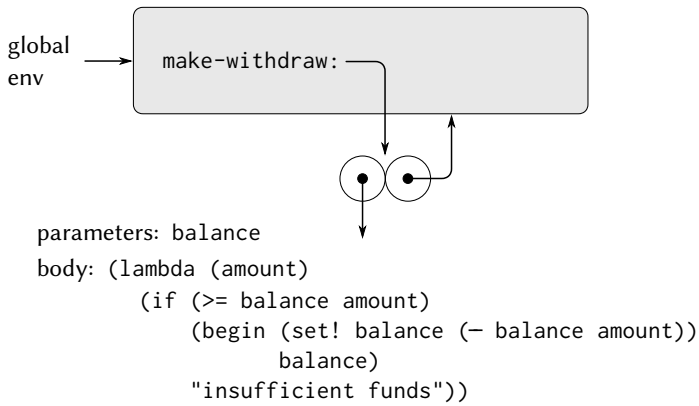 global
env
make-withdraw:
parameters: balance
body: (lambda (amount)
(if (>= balance amount)
(begin (set! balance (- balance amount))
balance)
"insufficient funds"))